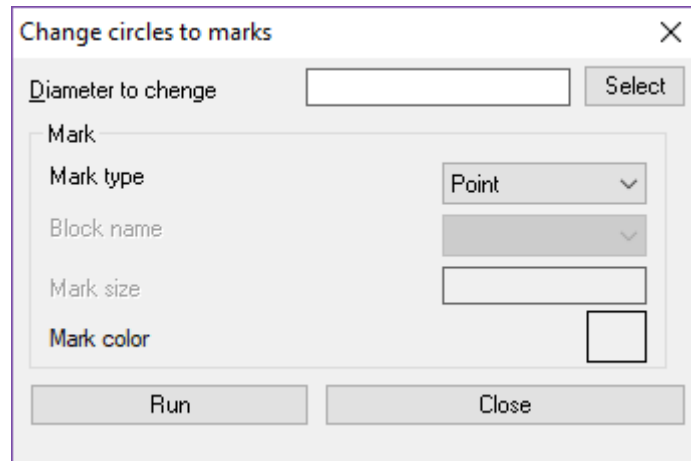 Change circles to marks
Diameter to chenge Select
Mark
Mark type Point
Block name
Mark size
Mark color
Run Close